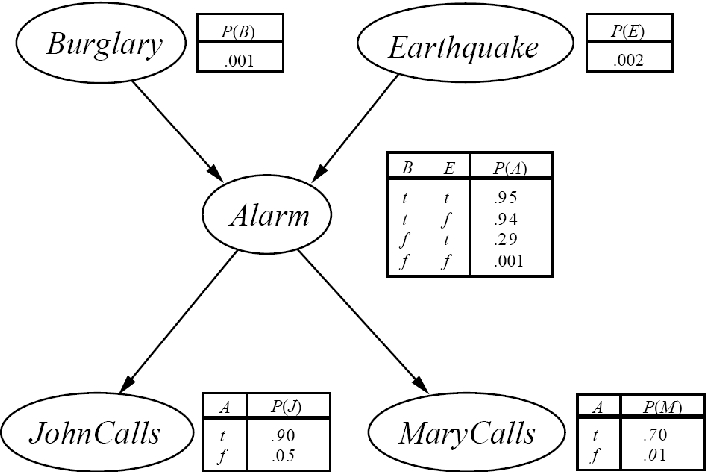 Burglary
P(B)
.001
Earthquake
P(E)
.002
B E P(A)
t t .95
t f .94
f t .29
f f .001
Alarm
A P(J)
t .90
f .05
JohnCalls
A P(M)
t .70
f .01
MaryCalls